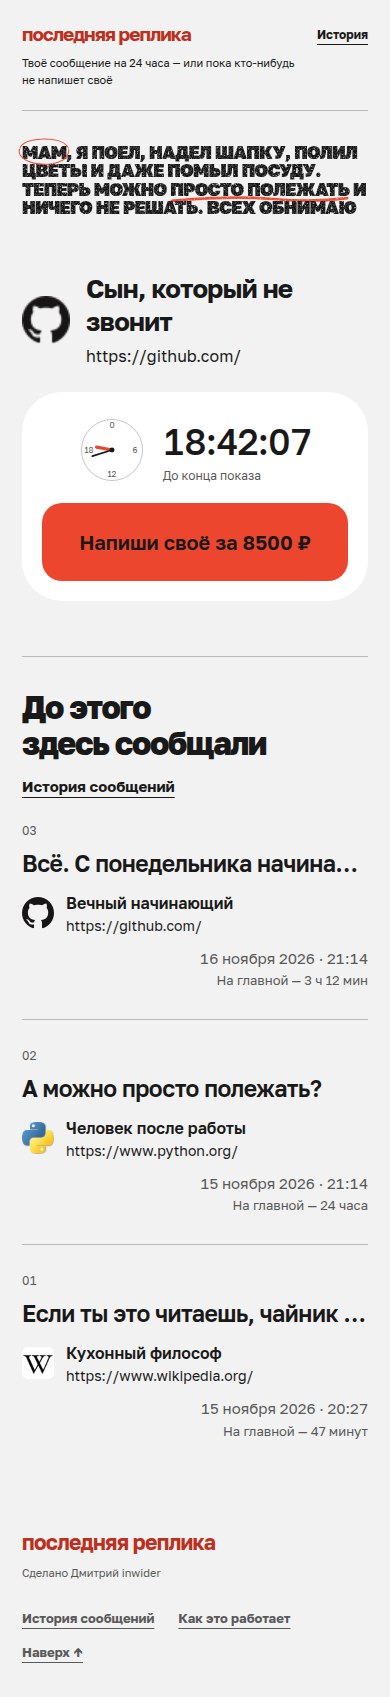 последняя реплика
История
Твоё сообщение на 24 часа — или пока кто-нибудь
не напишет своё
МАМ, Я ПОЕЛ, НАДЕЛ ШАПКУ, ПОЛИЛ
ЦВЕТЫ И ДАЖЕ ПОМЫЛ ПОСУДУ.
ТЕПЕРЬ МОЖНО ПРОСТО ПОЛЕЖАТЬ И
НИЧЕГО НЕ РЕШАТЬ. ВСЕХ ОБНИМАЮ
Сын, который не
звонит
https://github.com/
0
18
6
12
18:42:07
До конца показа
Напиши своё за 8500 ₽
До этого
здесь сообщали
История сообщений
03
Всё. С понедельника начина...
Вечный начинающий
https://github.com/
16 ноября 2026 · 21:14
На главной — 3 ч 12 мин
02
А можно просто полежать?
Человек после работы
https://www.python.org/
15 ноября 2026 · 21:14
На главной — 24 часа
01
Если ты это читаешь, чайник ...
W
Кухонный философ
https://www.wikipedia.org/
15 ноября 2026 · 20:27
На главной — 47 минут
последняя реплика
Сделано Дмитрий inwider
История сообщений
Как это работает
Наверх ↑